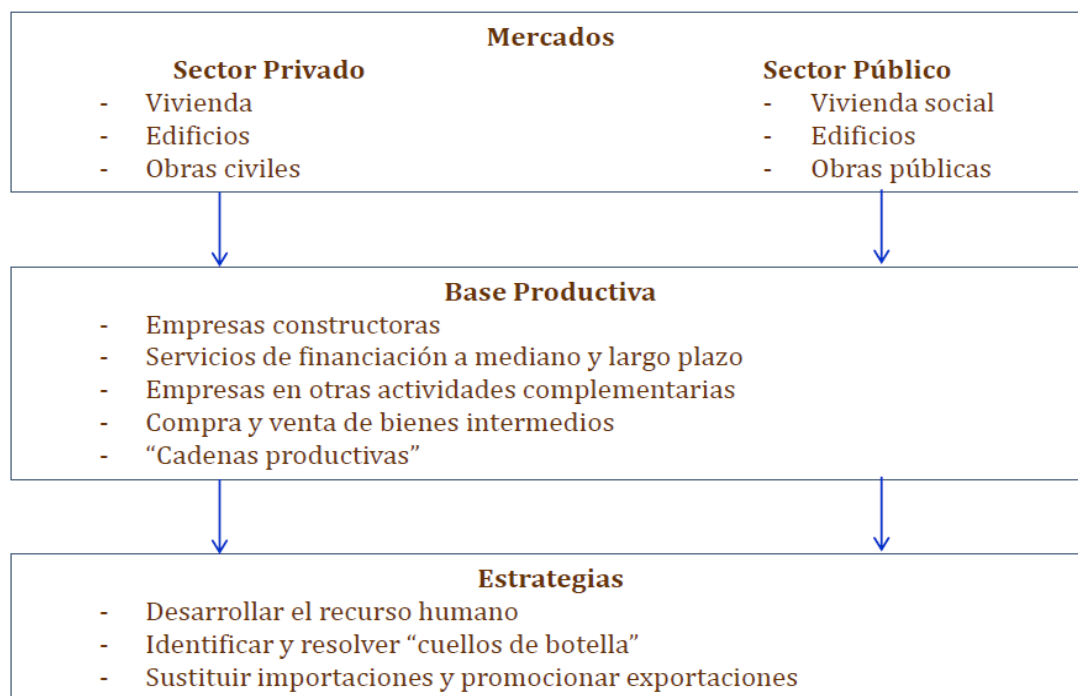 Mercados
Sector Privado
- Vivienda
- Edificios
- Obras civiles
Sector Público
- Vivienda social
- Edificios
- Obras públicas
Base Productiva
- Empresas constructoras
- Servicios de financiación a mediano y largo plazo
- Empresas en otras actividades complementarias
- Compra y venta de bienes intermedios
- “Cadenas productivas”
Estrategias
- Desarrollar el recurso humano
- Identificar y resolver “cuellos de botella”
- Sustituir importaciones y promocionar exportaciones